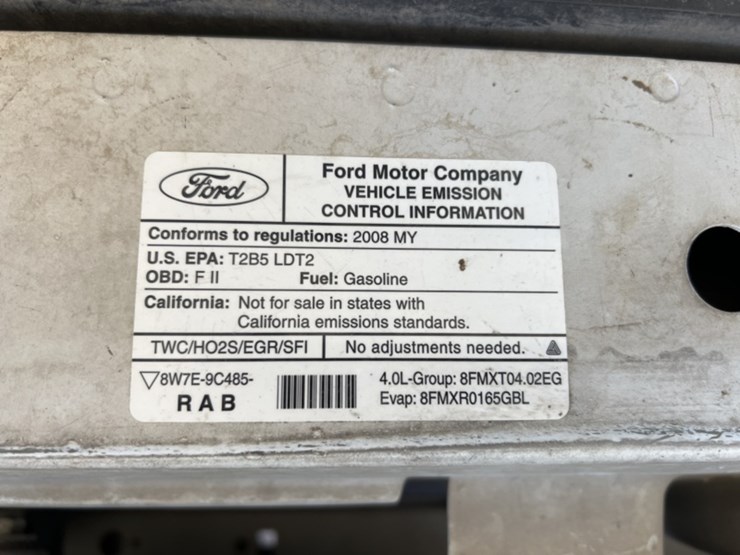 Ford
Ford Motor Company
VEHICLE EMISSION
CONTROL INFORMATION
Conforms to regulations: 2008 MY
U.S. EPA: T2B5 LDT2
OBD: F II Fuel: Gasoline
California: Not for sale in states with
California emissions standards.
TWC/HO2S/EGR/SFI No adjustments needed.
▽8W7E-9C485-
RAB
4.0L-Group: 8FMXT04.02EG
Evap: 8FMXR0165GBL